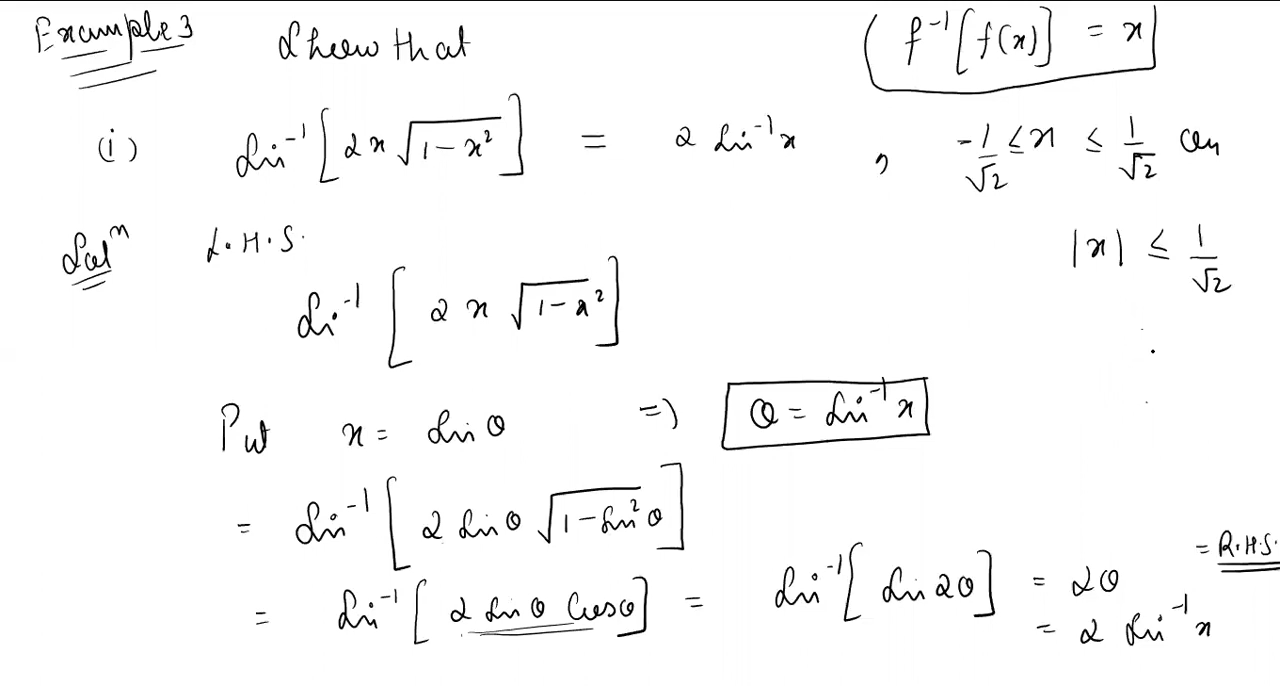 Example 3 Show that ( f⁻¹[f(x)] = x
(i) Sin⁻¹[2x√(1-x²)] = 2 Sin⁻¹x , -1/√2 ≤ x ≤ 1/√2 or
|x| ≤ 1/√2
Solⁿ L.H.S.
Sin⁻¹[2x√(1-x²)]
Put x = Sin θ => θ = Sin⁻¹x
= Sin⁻¹[2 Sin θ √(1-Sin²θ)]
= Sin⁻¹[2 Sin θ Cos θ] = Sin⁻¹[Sin 2θ] = 2θ = R.H.S.
= 2 Sin⁻¹x